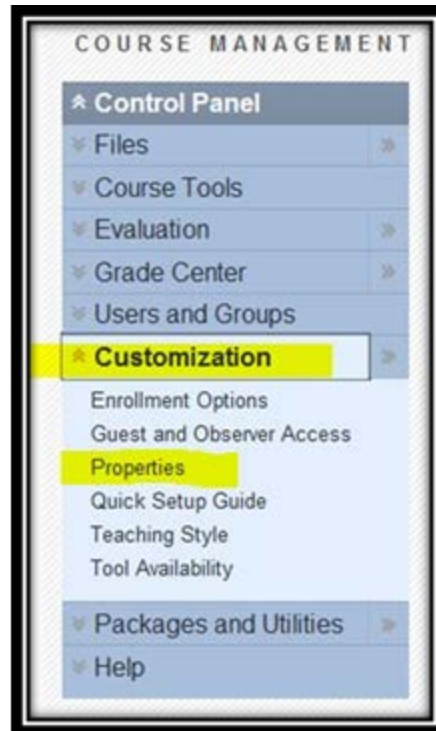 COURSE MANAGEMENT
Control Panel
Files
Course Tools
Evaluation
Grade Center
Users and Groups
Customization
Enrollment Options
Guest and Observer Access
Properties
Quick Setup Guide
Teaching Style
Tool Availability
Packages and Utilities
Help